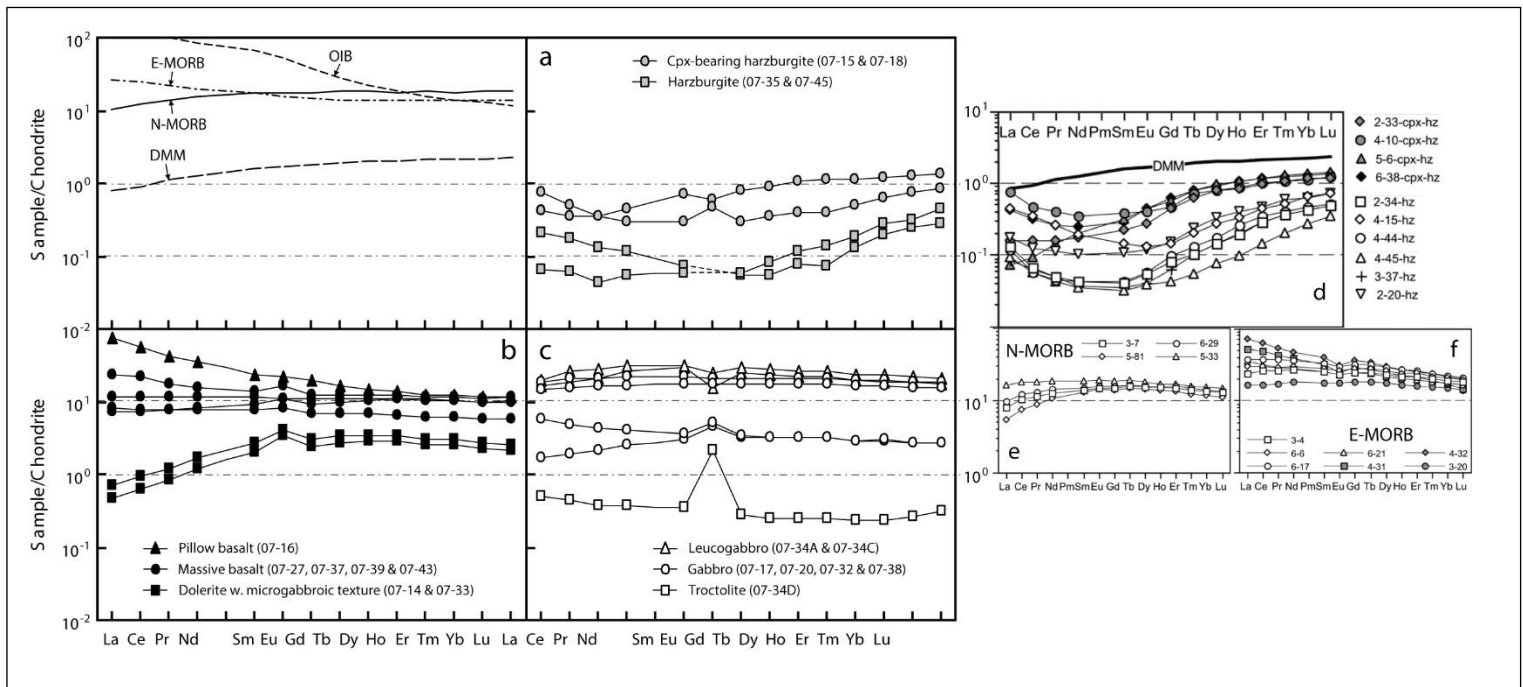 10²
10¹
10⁰
10⁻¹
10⁻²
Sample/Chondrite
OIB
E-MORB
N-MORB
DMM
a
Cpx-bearing harzburgite (07-15 & 07-18)
Harzburgite (07-35 & 07-45)
10¹
10⁰
10⁻¹
La Ce Pr Nd PmSm Eu Gd Tb Dy Ho Er Tm Yb Lu
DMM
d
2-33-cpx-hz
4-10-cpx-hz
5-6-cpx-hz
6-38-cpx-hz
2-34-hz
4-15-hz
4-44-hz
4-45-hz
3-37-hz
2-20-hz
10¹
10⁰
10⁻¹
10⁻²
Sample/Chondrite
b
Pillow basalt (07-16)
Massive basalt (07-27, 07-37, 07-39 & 07-43)
Dolerite w. microgabbroic texture (07-14 & 07-33)
La Ce Pr Nd Sm Eu Gd Tb Dy Ho Er Tm Yb Lu La
c
Leucogabbro (07-34A & 07-34C)
Gabbro (07-17, 07-20, 07-32 & 07-38)
Troctolite (07-34D)
Ce Pr Nd Sm Eu Gd Tb Dy Ho Er Tm Yb Lu
N-MORB
3-7 6-29
5-81 5-33
10¹
10⁰
e
La Ce Pr Nd PmSm Eu Gd Tb Dy Ho Er Tm Yb Lu
f
E-MORB
3-4
6-6 6-21 4-32
6-17 4-31 3-20
La Ce Pr Nd PmSm Eu Gd Tb Dy Ho Er Tm Yb Lu